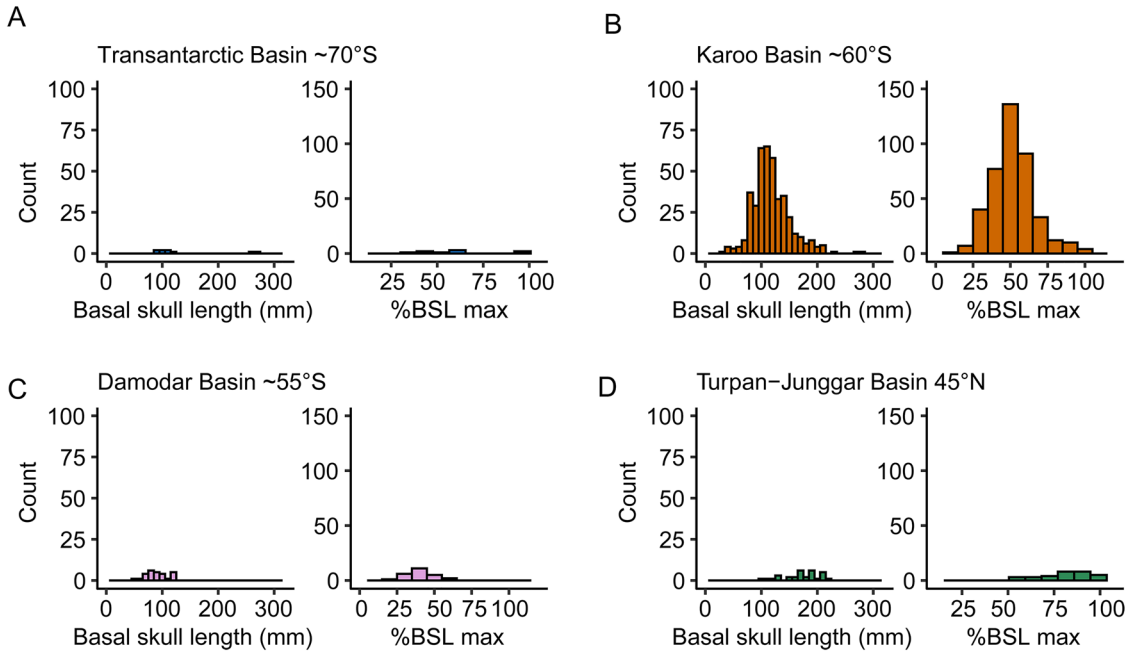 A
Transantarctic Basin ~70°S
100
75
50
25
0
Count
0 100 200 300
Basal skull length (mm)
150
100
50
0
25 50 75 100
%BSL max
B
Karoo Basin ~60°S
100
75
50
25
0
Count
0 100 200 300
Basal skull length (mm)
150
100
50
0
0 25 50 75 100
%BSL max
C
Damodar Basin ~55°S
100
75
50
25
0
Count
0 100 200 300
Basal skull length (mm)
150
100
50
0
0 25 50 75 100
%BSL max
D
Turpan−Junggar Basin 45°N
100
75
50
25
0
Count
0 100 200 300
Basal skull length (mm)
150
100
50
0
25 50 75 100
%BSL max